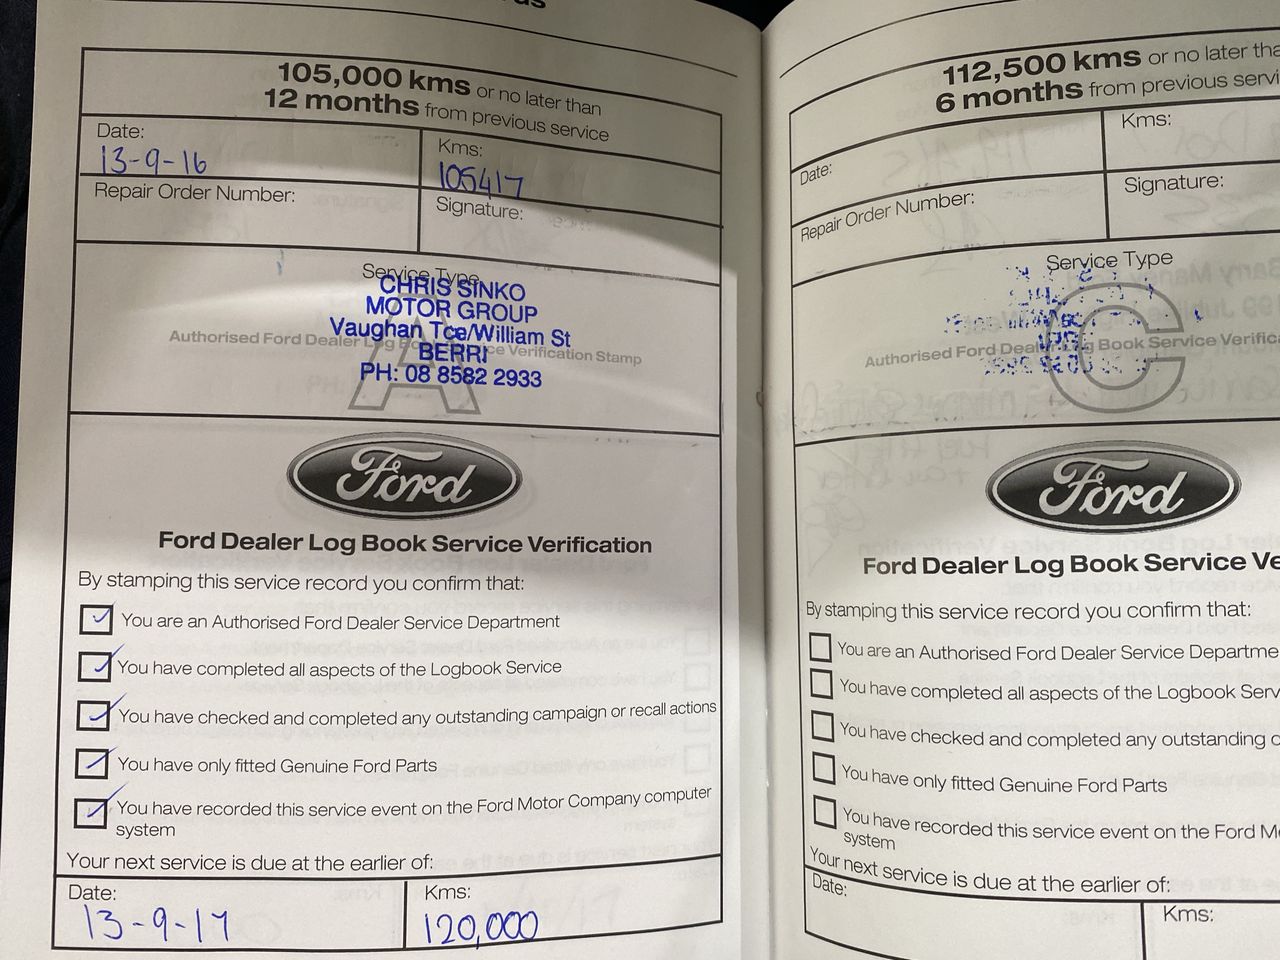 105,000 kms or no later than
12 months from previous service
Date:
13-9-16
Kms:
105417
Repair Order Number:
Signature:
Service Type
CHRIS SINKO
MOTOR GROUP
Vaughan Tce/William St
Authorised Ford Dealer Log Book Service Verification Stamp
A
BERRI
PH: 08 8582 2933
Ford
Ford Dealer Log Book Service Verification
By stamping this service record you confirm that:
You are an Authorised Ford Dealer Service Department
You have completed all aspects of the Logbook Service
You have checked and completed any outstanding campaign or recall actions
You have only fitted Genuine Ford Parts
You have recorded this service event on the Ford Motor Company computer
system
Your next service is due at the earlier of:
Date:
13-9-17
Kms:
120,000
112,500 kms or no later tha
6 months from previous servi
Date:
Kms:
Repair Order Number:
Signature:
Service Type
Authorised Ford Dealer Log Book Service Verifica
C
Ford
Ford Dealer Log Book Service Ve
By stamping this service record you confirm that:
You are an Authorised Ford Dealer Service Departme
You have completed all aspects of the Logbook Serv
You have checked and completed any outstanding c
You have only fitted Genuine Ford Parts
You have recorded this service event on the Ford M
system
Your next service is due at the earlier of:
Date:
Kms: